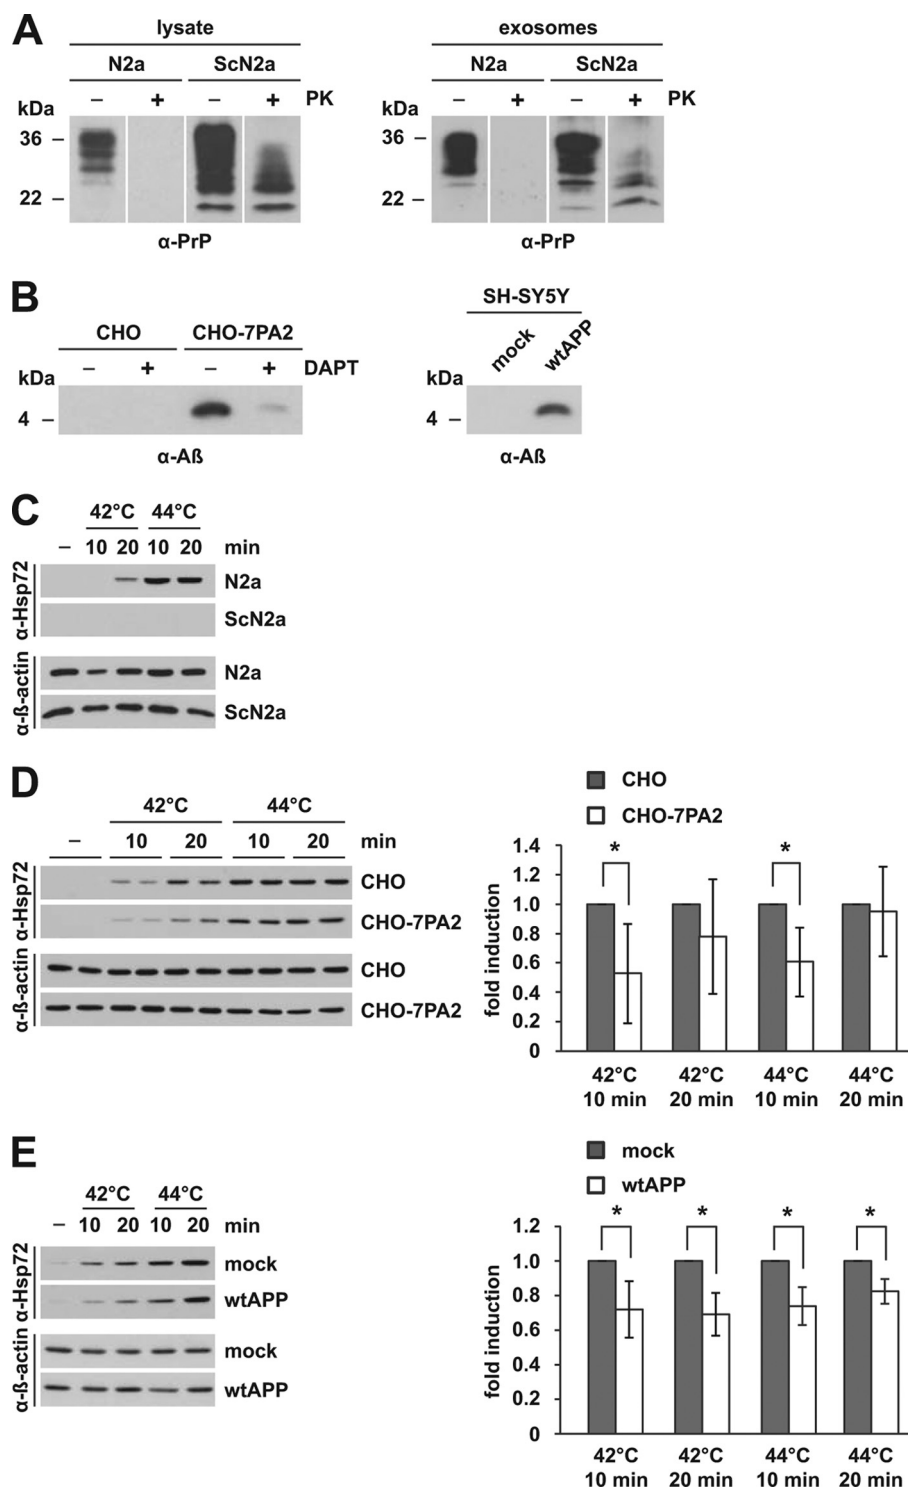 A
lysate
exosomes
N2a ScN2a
N2a ScN2a
– + – + PK
– + – + PK
kDa
36 –
22 –
kDa
36 –
22 –
α-PrP
α-PrP
B
CHO CHO-7PA2
– + – + DAPT
kDa
4 –
α-Aß
SH-SY5Y
mock wtAPP
kDa
4 –
α-Aß
C
42°C 44°C
– 10 20 10 20 min
α-Hsp72
N2a
ScN2a
α-ß-actin
N2a
ScN2a
D
42°C 44°C
– 10 20 10 20 min
α-Hsp72
CHO
CHO-7PA2
α-ß-actin
CHO
CHO-7PA2
CHO
CHO-7PA2
fold induction
1.4
1.2
1.0
0.8
0.6
0.4
0.2
0
* *
42°C 42°C 44°C 44°C
10 min 20 min 10 min 20 min
E
42°C 44°C
– 10 20 10 20 min
α-Hsp72
mock
wtAPP
α-ß-actin
mock
wtAPP
mock
wtAPP
fold induction
1.2
1.0
0.8
0.6
0.4
0.2
0
* * * *
42°C 42°C 44°C 44°C
10 min 20 min 10 min 20 min